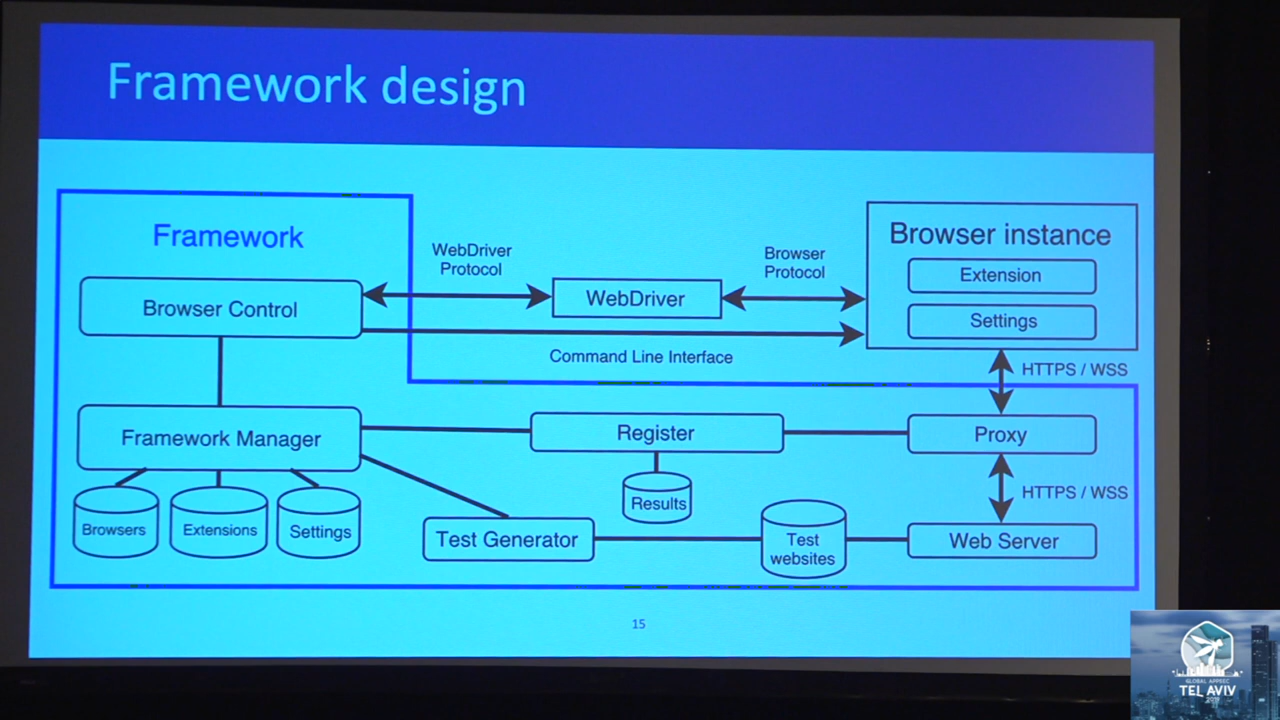 Framework design
Framework
WebDriver
Protocol
Browser
Protocol
Browser instance
Extension
Settings
Browser Control
WebDriver
Command Line Interface
HTTPS / WSS
Framework Manager
Register
Proxy
Browsers
Extensions
Settings
Results
HTTPS / WSS
Test Generator
Test
websites
Web Server
15
GLOBAL APPSEC
TEL AVIV